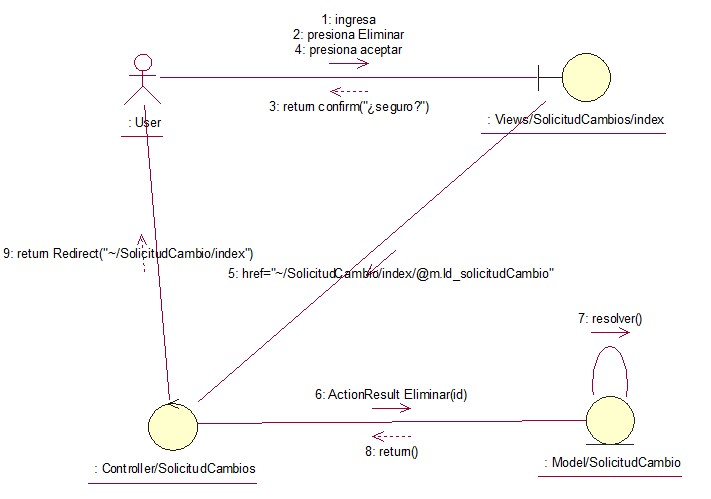 1: ingresa
2: presiona Eliminar
4: presiona aceptar
3: return confirm("¿seguro?")
: User
: Views/SolicitudCambios/index
9: return Redirect("~/SolicitudCambio/index")
5: href="~/SolicitudCambio/index/@m.Id_solicitudCambio"
7: resolver()
6: ActionResult Eliminar(id)
8: return()
: Controller/SolicitudCambios
: Model/SolicitudCambio